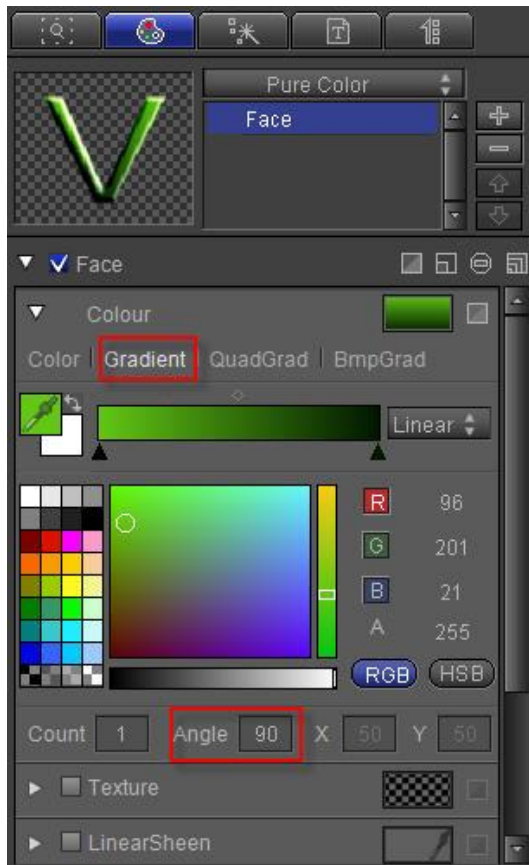 Pure Color
Face
Face
Colour
Color | Gradient | QuadGrad | BmpGrad
Linear
R 96
G 201
B 21
A 255
RGB HSB
Count 1 Angle 90 X 50 Y 50
Texture
LinearSheen